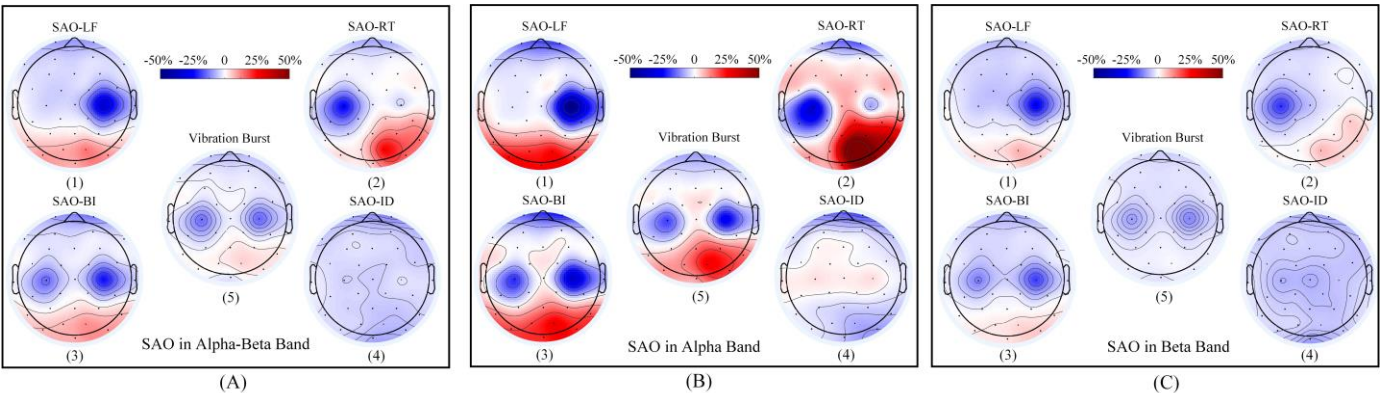 SAO-LF
SAO-RT
-50% -25% 0 25% 50%
(1)
(2)
Vibration Burst
SAO-BI
SAO-ID
(5)
(3)
(4)
SAO in Alpha-Beta Band
(A)
SAO-LF
SAO-RT
-50% -25% 0 25% 50%
(1)
(2)
Vibration Burst
SAO-BI
SAO-ID
(5)
(3)
(4)
SAO in Alpha Band
(B)
SAO-LF
SAO-RT
-50% -25% 0 25% 50%
(1)
(2)
Vibration Burst
SAO-BI
SAO-ID
(5)
(3)
(4)
SAO in Beta Band
(C)